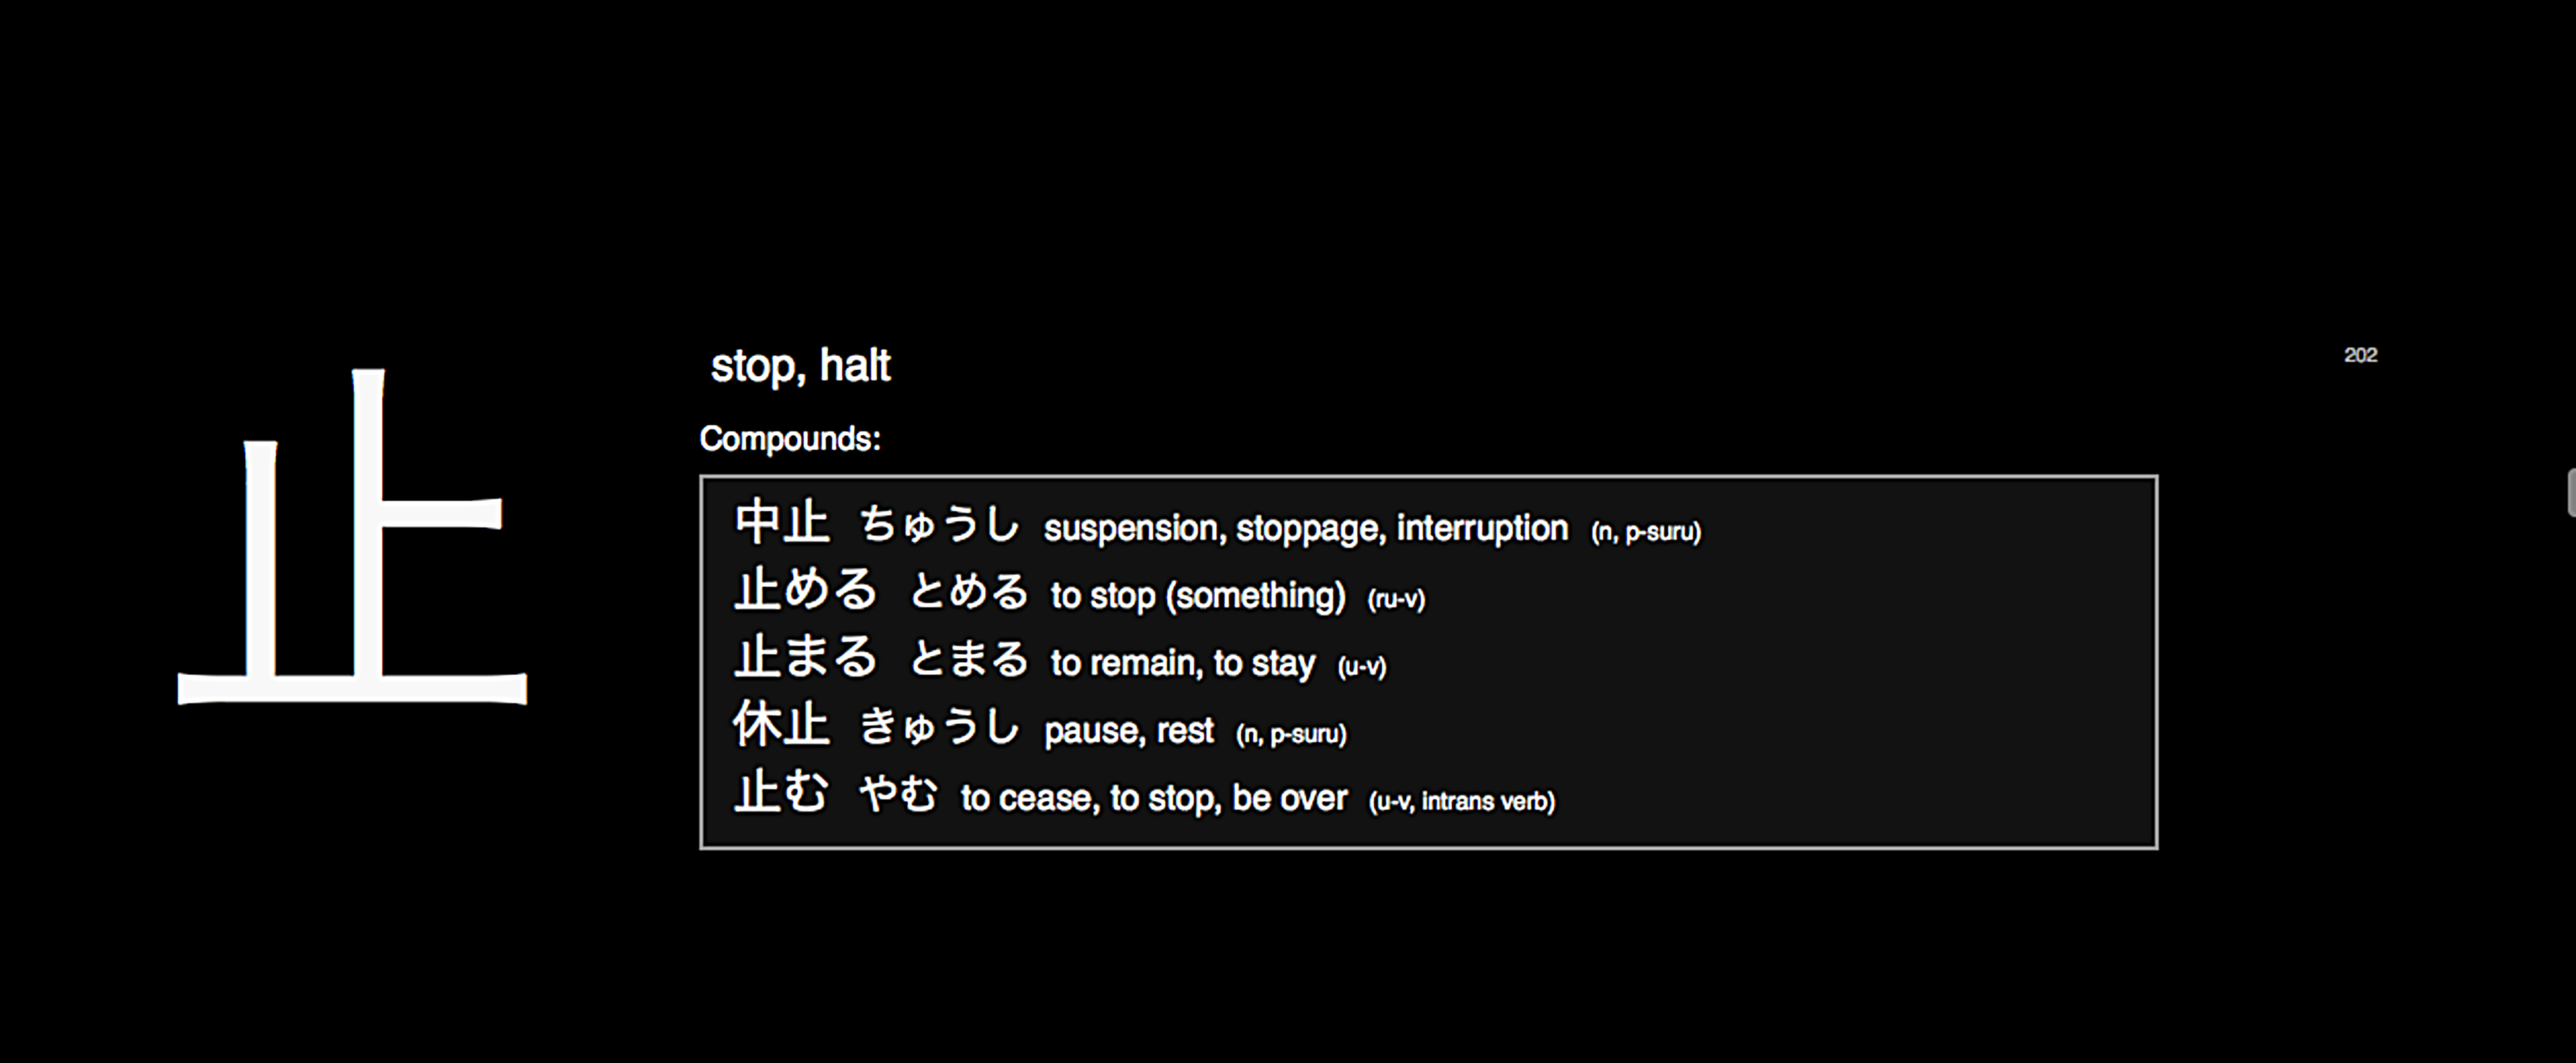 止
stop, halt
202
Compounds:
中止 ちゅうし suspension, stoppage, interruption (n, p-suru)
止める とめる to stop (something) (ru-v)
止まる とまる to remain, to stay (u-v)
休止 きゅうし pause, rest (n, p-suru)
止む やむ to cease, to stop, be over (u-v, intrans verb)